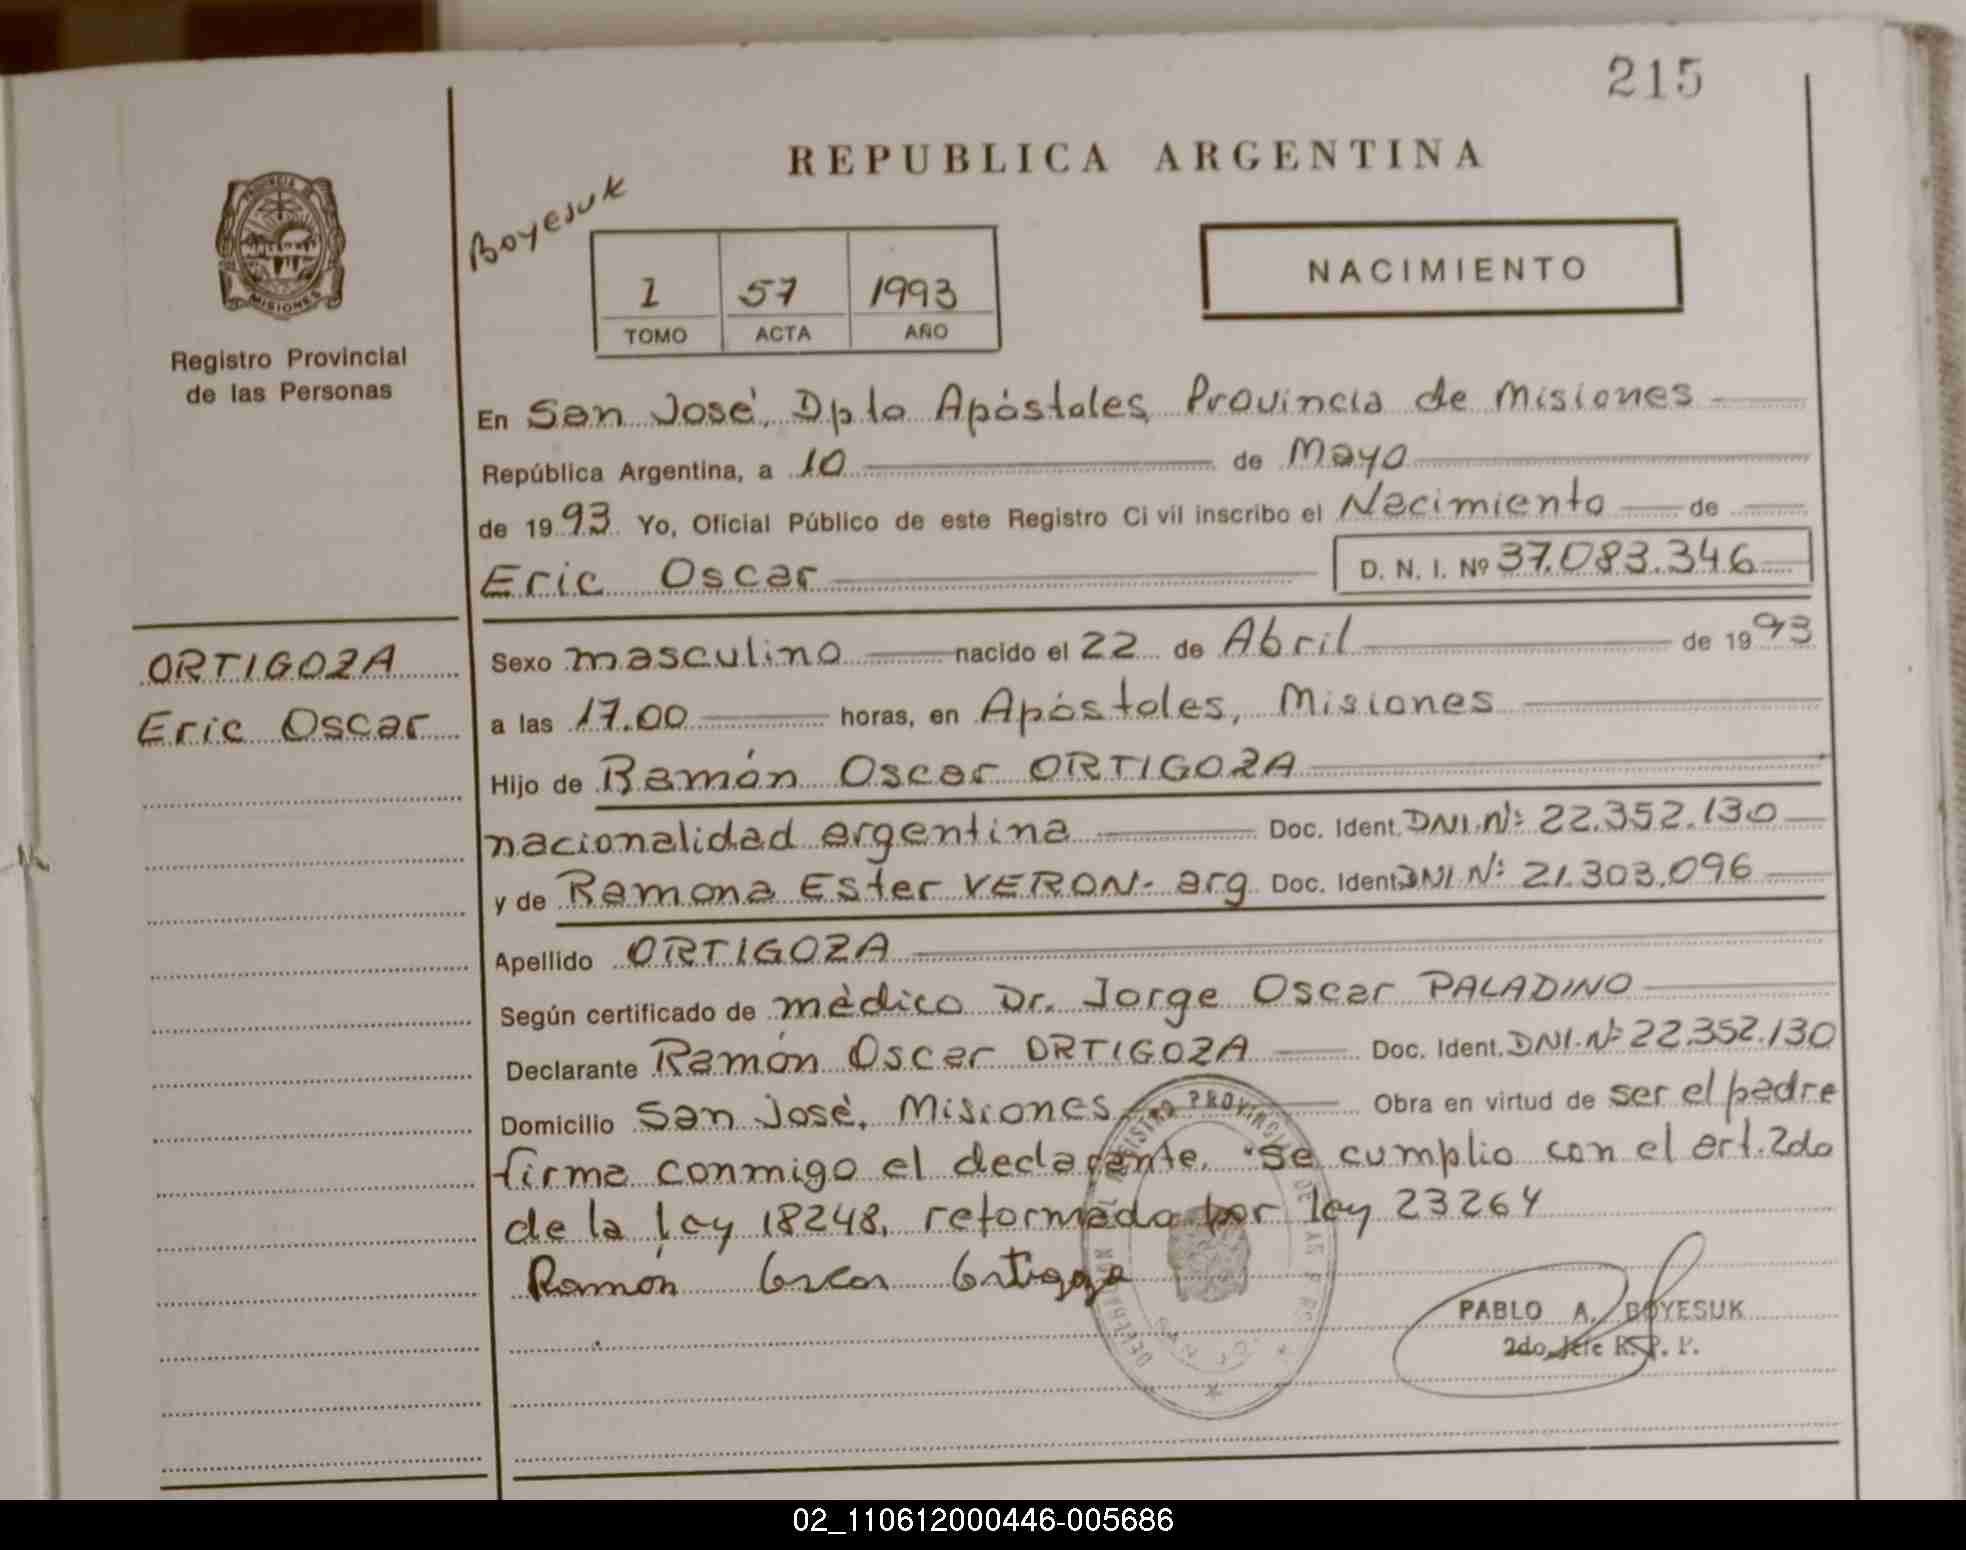 215
REPUBLICA ARGENTINA
PROVINCIA DE
MISIONES
Registro Provincial
de las Personas
Boyesuk
1 57 1993
TOMO ACTA AÑO
NACIMIENTO
En San José, Dpto Apóstoles, Provincia de Misiones
República Argentina, a 10 de Mayo
de 1993 Yo, Oficial Público de este Registro Civil inscribo el Nacimiento de
Eric Oscar D. N. I. Nº 37.083.346
ORTIGOZA
Eric Oscar
Sexo masculino nacido el 22 de Abril de 1993
a las 17.00 horas, en Apóstoles, Misiones
Hijo de Ramón Oscar ORTIGOZA
nacionalidad argentina Doc. Ident. DNI. Nº 22.352.130
y de Ramona Ester VERON- arg Doc. Ident. DNI Nº 21.303.096
Apellido ORTIGOZA
Según certificado de médico Dr. Jorge Oscar PALADINO
Declarante Ramón Oscar ORTIGOZA Doc. Ident. DNI. Nº 22.352.130
Domicilio San José, Misiones Obra en virtud de ser el padre
firma conmigo el declarante. "Se cumplio con el art. 2do
de la ley 18248, reformada por ley 23264
Ramón Oscar Ortigoza
REGISTRO PROVINCIAL DE LAS
PABLO A. BOYESUK
2do. Jefe R. P. P.
02_110612000446-005686